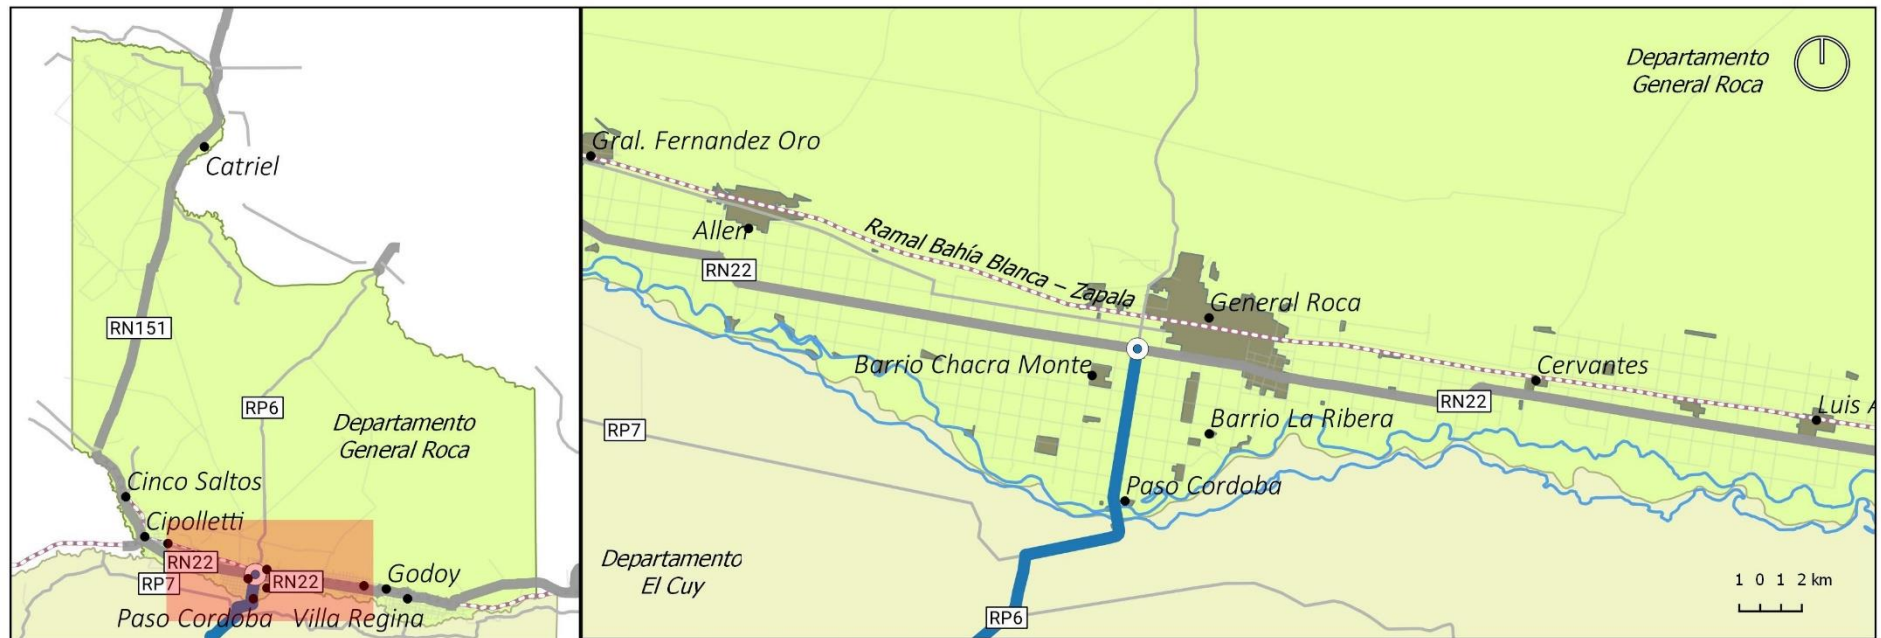 Catriel
RN151
RP6
Departamento
General Roca
Cinco Saltos
Cipolletti
RN22
RP7
RN22
Godoy
Paso Cordoba
Villa Regina
Departamento
General Roca
Gral. Fernandez Oro
Allen
RN22
Ramal Bahía Blanca – Zapala
General Roca
Barrio Chacra Monte
Cervantes
RN22
Luis A
RP7
Barrio La Ribera
Paso Cordoba
Departamento
El Cuy
RP6
1 0 1 2 km